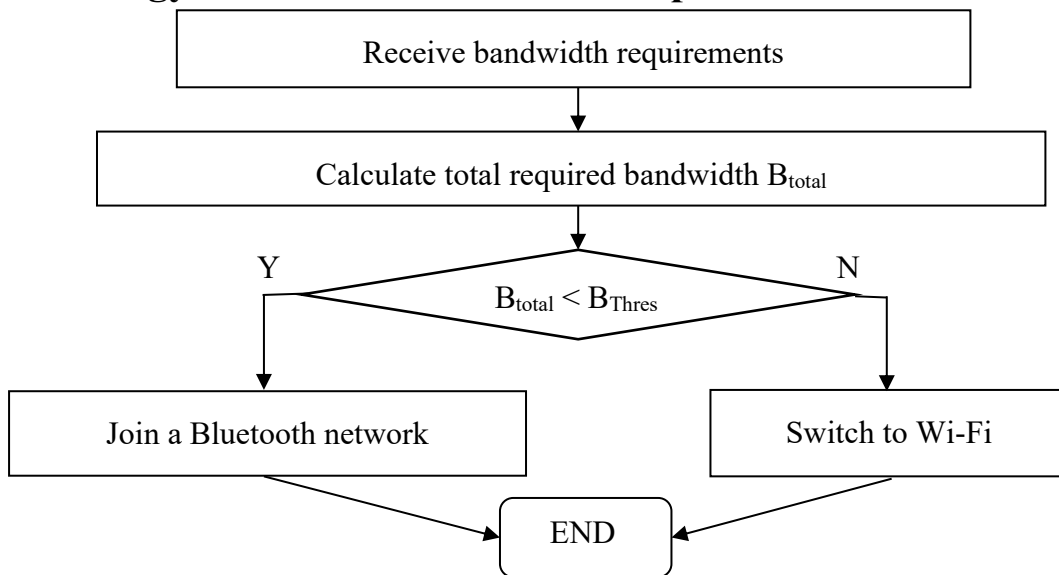 Receive bandwidth requirements
Calculate total required bandwidth Btotal
Y
N
Btotal < BThres
Join a Bluetooth network
Switch to Wi-Fi
END